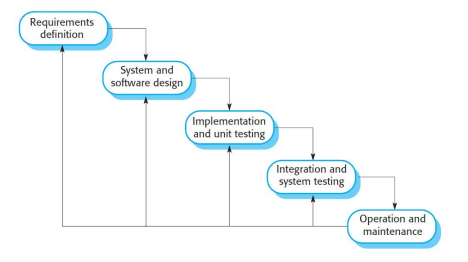 Requirements
definition
System and
software design
Implementation
and unit testing
Integration and
system testing
Operation and
maintenance